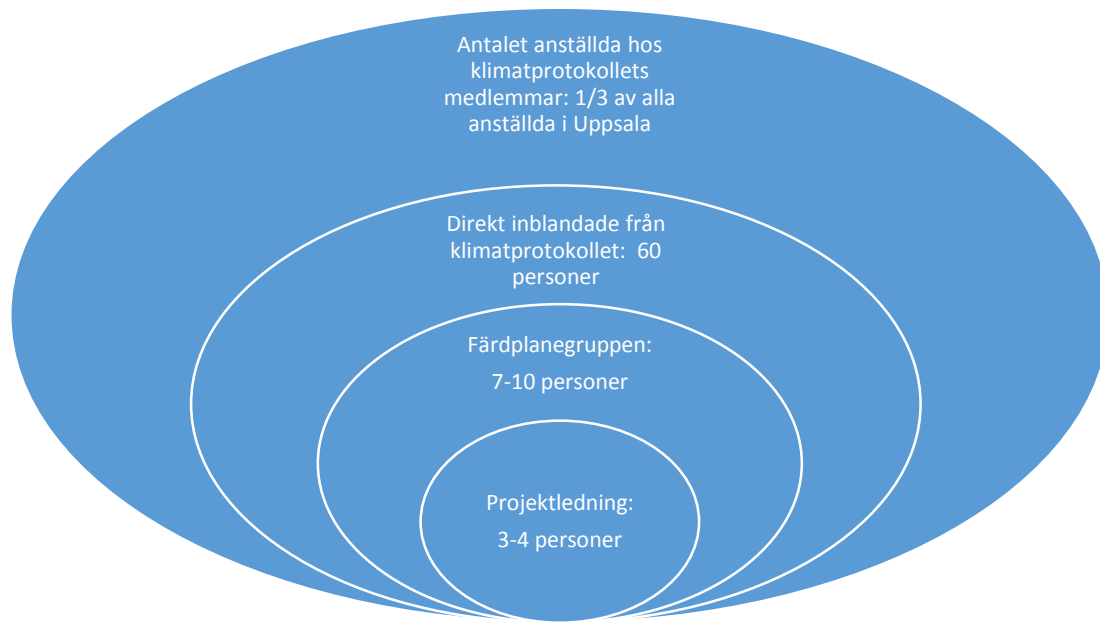 Antalet anställda hos
klimatprotokollets
medlemmar: 1/3 av alla
anställda i Uppsala
Direkt inblandade från
klimatprotokollet: 60
personer
Färdplanegruppen:
7-10 personer
Projektledning:
3-4 personer